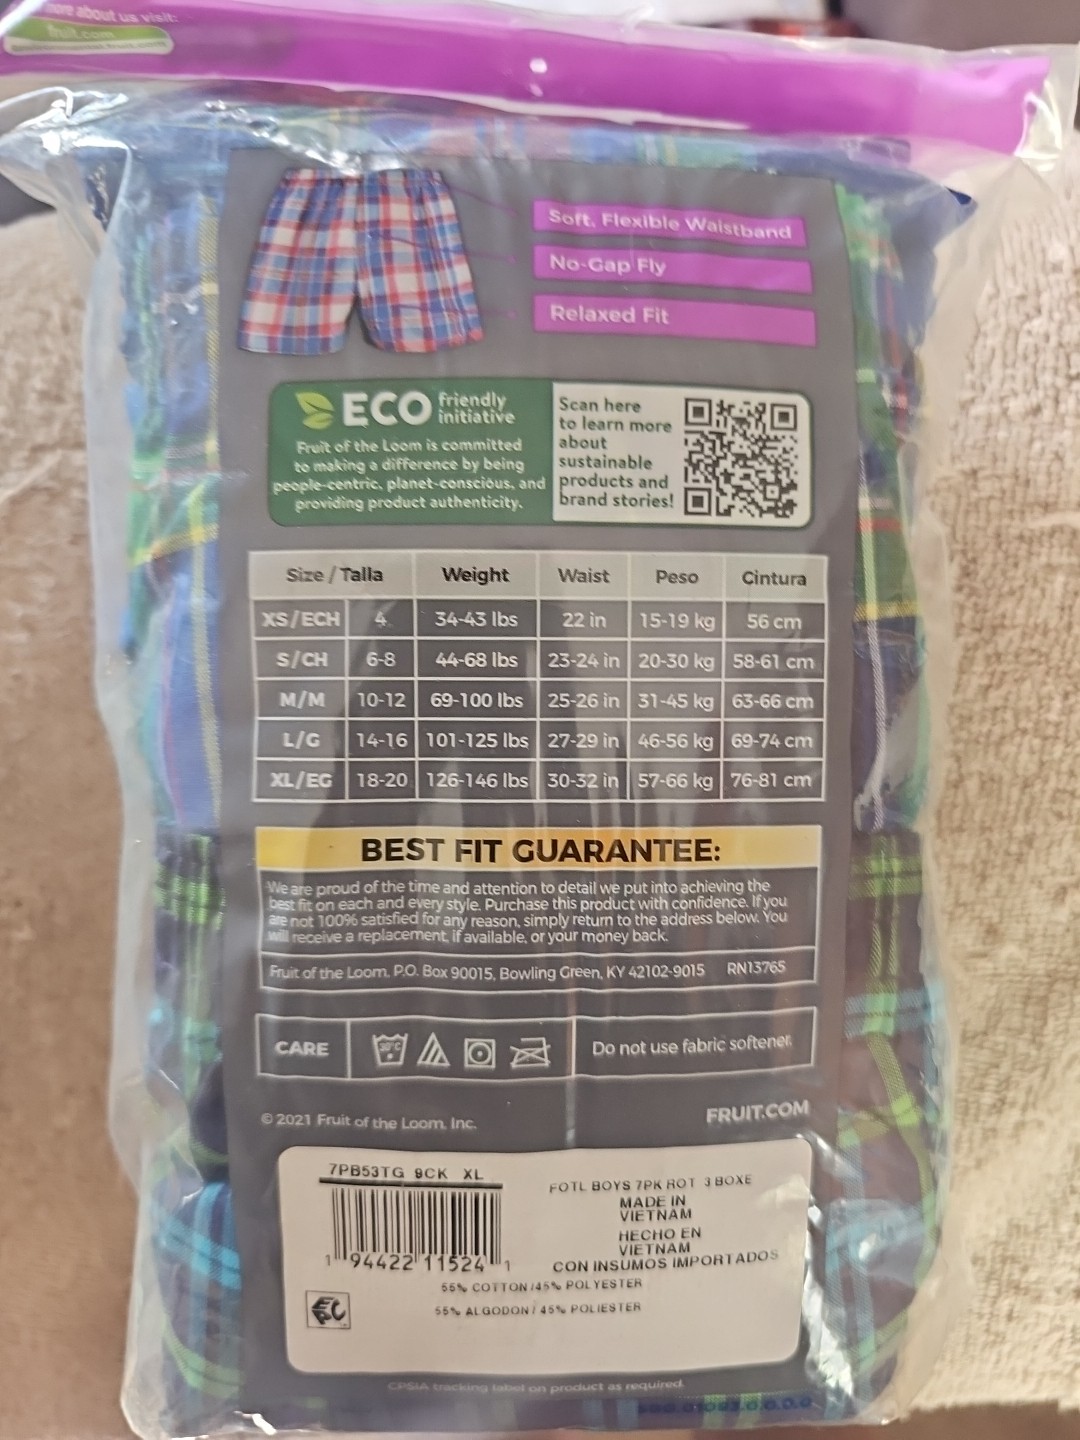 more about us visit:
fruit.com
Soft, Flexible Waistband
No-Gap Fly
Relaxed Fit
ECO friendly initiative
Fruit of the Loom is committed
to making a difference by being
people-centric, planet-conscious, and
providing product authenticity.
Scan here
to learn more
about
sustainable
products and
brand stories!
Size / Talla Weight Waist Peso Cintura
XS/ECH 4 34-43 lbs 22 in 15-19 kg 56 cm
S/CH 6-8 44-68 lbs 23-24 in 20-30 kg 58-61 cm
M/M 10-12 69-100 lbs 25-26 in 31-45 kg 63-66 cm
L/G 14-16 101-125 lbs 27-29 in 46-56 kg 69-74 cm
XL/EG 18-20 126-146 lbs 30-32 in 57-66 kg 76-81 cm
BEST FIT GUARANTEE:
We are proud of the time and attention to detail we put into achieving the
best fit on each and every style. Purchase this product with confidence. If you
are not 100% satisfied for any reason, simply return to the address below. You
will receive a replacement, if available, or your money back.
Fruit of the Loom, P.O. Box 90015, Bowling Green, KY 42102-9015 RN13765
CARE 30°C Do not use fabric softener.
© 2021 Fruit of the Loom, Inc. FRUIT.COM
7PB53TG 9CK XL
1 94422 11524 1
FOTL BOYS 7PK ROT 3 BOXE
MADE IN
VIETNAM
HECHO EN
VIETNAM
CON INSUMOS IMPORTADOS
55% COTTON/45% POLYESTER
55% ALGODON/45% POLIESTER
CPSIA tracking label on product as required.